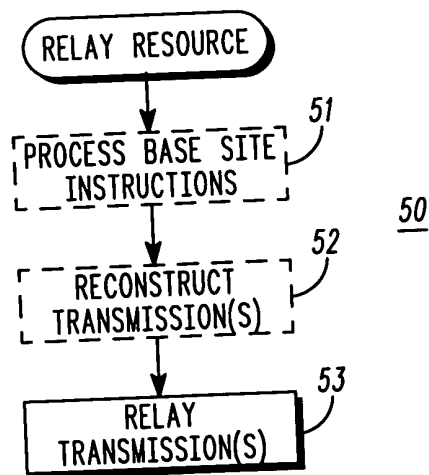 RELAY RESOURCE
51
PROCESS BASE SITE
INSTRUCTIONS
50
52
RECONSTRUCT
TRANSMISSION(S)
53
RELAY
TRANSMISSION(S)